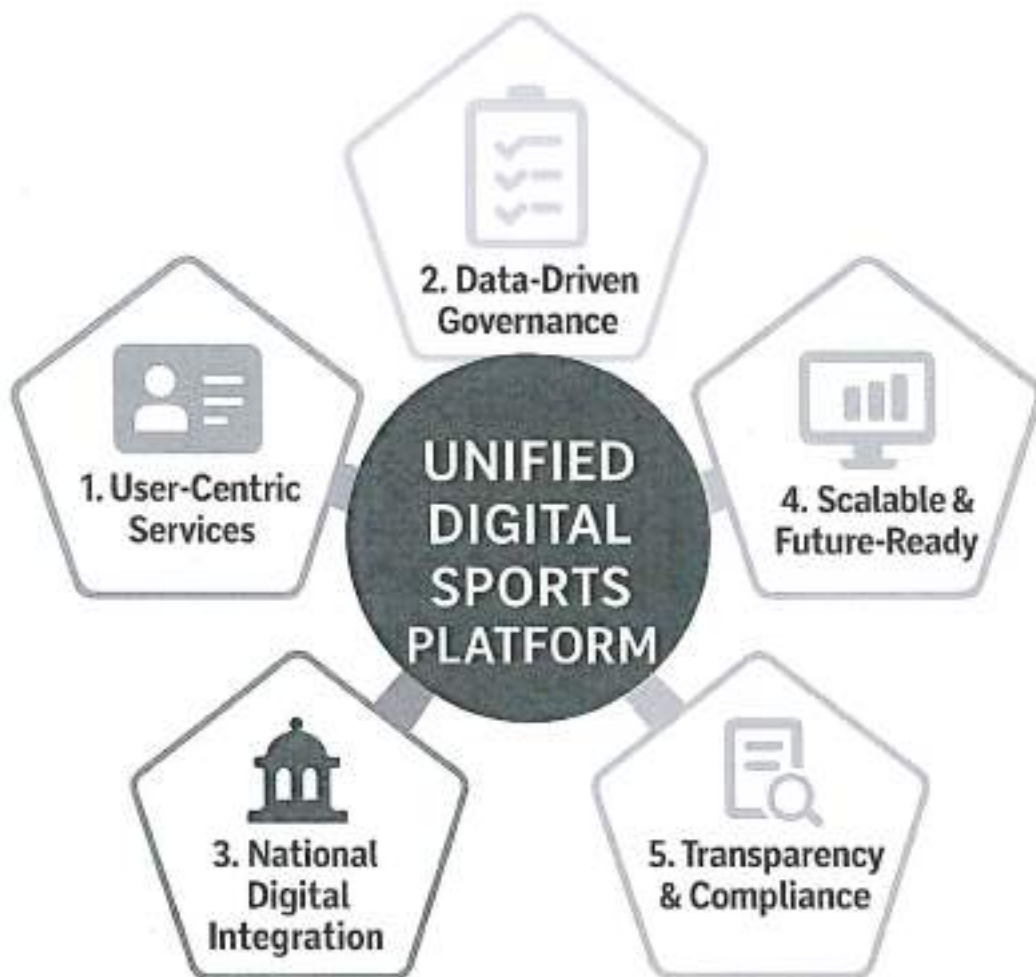 2. Data-Driven
Governance
1. User-Centric
Services
UNIFIED
DIGITAL
SPORTS
PLATFORM
4. Scalable &
Future-Ready
3. National
Digital
Integration
5. Transparency
& Compliance